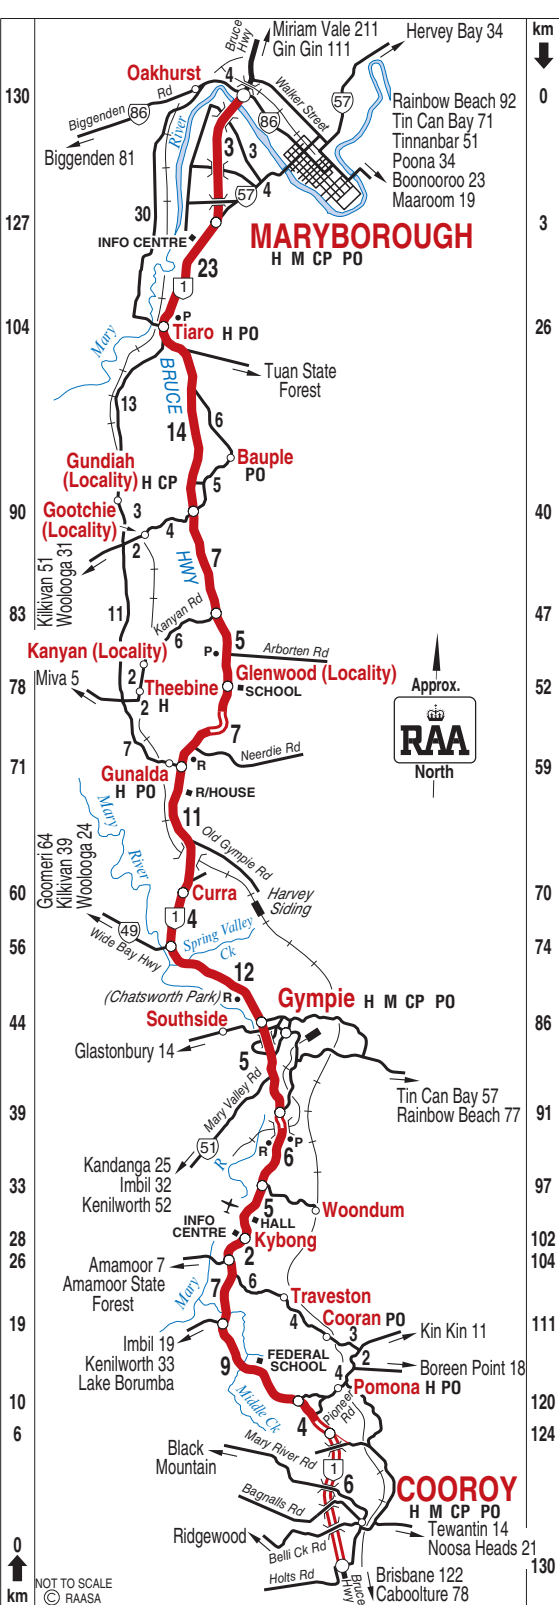 km
Bruce
Hwy
Miriam Vale 211
Gin Gin 111
Hervey Bay 34
Oakhurst
4
Walker Street
57
130
0
Biggenden
Rd
86
86
Biggenden 81
River
3
3
4
57
Rainbow Beach 92
Tin Can Bay 71
Tinnanbar 51
Poona 34
Boonooroo 23
Maaroom 19
30
127
3
INFO CENTRE
MARYBOROUGH
H M CP PO
23
1
P
104
26
Mary
Tiaro H PO
BRUCE
Tuan State
Forest
13
6
14
Gundiah
(Locality) H CP
Bauple
PO
5
3
Gootchie
(Locality)
4
90
40
2
Kilkivan 51
Woolooga 31
HWY
7
11
Kanyan Rd
6
83
47
Kanyan (Locality)
P
5
Arborten Rd
Miva 5
2
Theebine
2
H
Glenwood (Locality)
SCHOOL
78
52
Approx.
RAA
North
7
7
Neerdie Rd
71
59
Gunalda
H PO
R
R/HOUSE
Mary
River
11
Old Gympie Rd
Goomeri 64
Kilkivan 39
Woolooga 24
Curra
Harvey
Siding
60
70
1
4
49
Wide Bay Hwy
Spring Valley
Ck
56
74
12
(Chatsworth Park) R
Gympie H M CP PO
Southside
44
86
Glastonbury 14
5
Tin Can Bay 57
Rainbow Beach 77
Mary Valley Rd
39
91
51
R
R
P
6
Kandanga 25
Imbil 32
Kenilworth 52
33
97
5
Woondum
INFO
CENTRE
HALL
Kybong
28
102
26
104
2
Amamoor 7
Amamoor State
Forest
7
6
Traveston
Mary
4
Cooran PO
3
Kin Kin 11
19
111
Imbil 19
Kenilworth 33
Lake Borumba
9
FEDERAL
SCHOOL
2
Boreen Point 18
4
Pomona H PO
Middle Ck
10
120
4
Pioneer
Rd
6
124
Black
Mountain
Mary River Rd
1
6
COOROY
H M CP PO
Bagnalls Rd
Ridgewood
Tewantin 14
Noosa Heads 21
Belli Ck Rd
0
130
Holts Rd
Bruce
Hwy
Brisbane 122
Caboolture 78
km
NOT TO SCALE
© RAASA